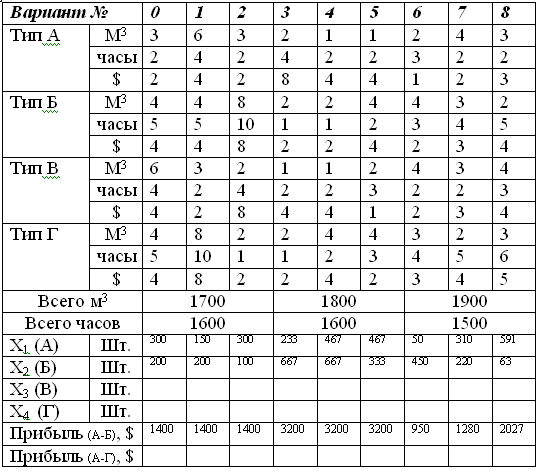 Вариант № 0 1 2 3 4 5 6 7 8
Тип А М³ 3 6 3 2 1 1 2 4 3
часы 2 4 2 4 2 2 3 2 2
$ 2 4 2 8 4 4 1 2 3
Тип Б М³ 4 4 8 2 2 4 4 3 2
часы 5 5 10 1 1 2 3 4 5
$ 4 4 8 2 2 4 2 3 4
Тип В М³ 6 3 2 1 1 2 4 3 4
часы 4 2 4 2 2 3 2 2 3
$ 4 2 8 4 4 1 2 3 4
Тип Г М³ 4 8 2 2 4 4 3 2 3
часы 5 10 1 1 2 3 4 5 6
$ 4 8 2 2 4 2 3 4 5
Всего м³ 1700 1800 1900
Всего часов 1600 1600 1500
Х₁ (А) Шт. 300 150 300 233 467 467 50 310 591
Х₂ (Б) Шт. 200 200 100 667 667 333 450 220 63
Х₃ (В) Шт.
Х₄ (Г) Шт.
Прибыль (А-Б), $ 1400 1400 1400 3200 3200 3200 950 1280 2027
Прибыль (А-Г), $